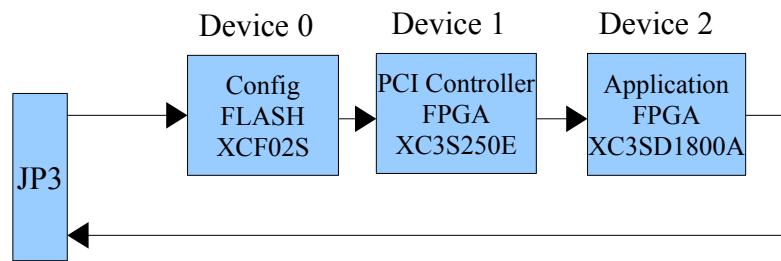 Device 0
Device 1
Device 2
Config
FLASH
XCF02S
PCI Controller
FPGA
XC3S250E
Application
FPGA
XC3SD1800A
JP3